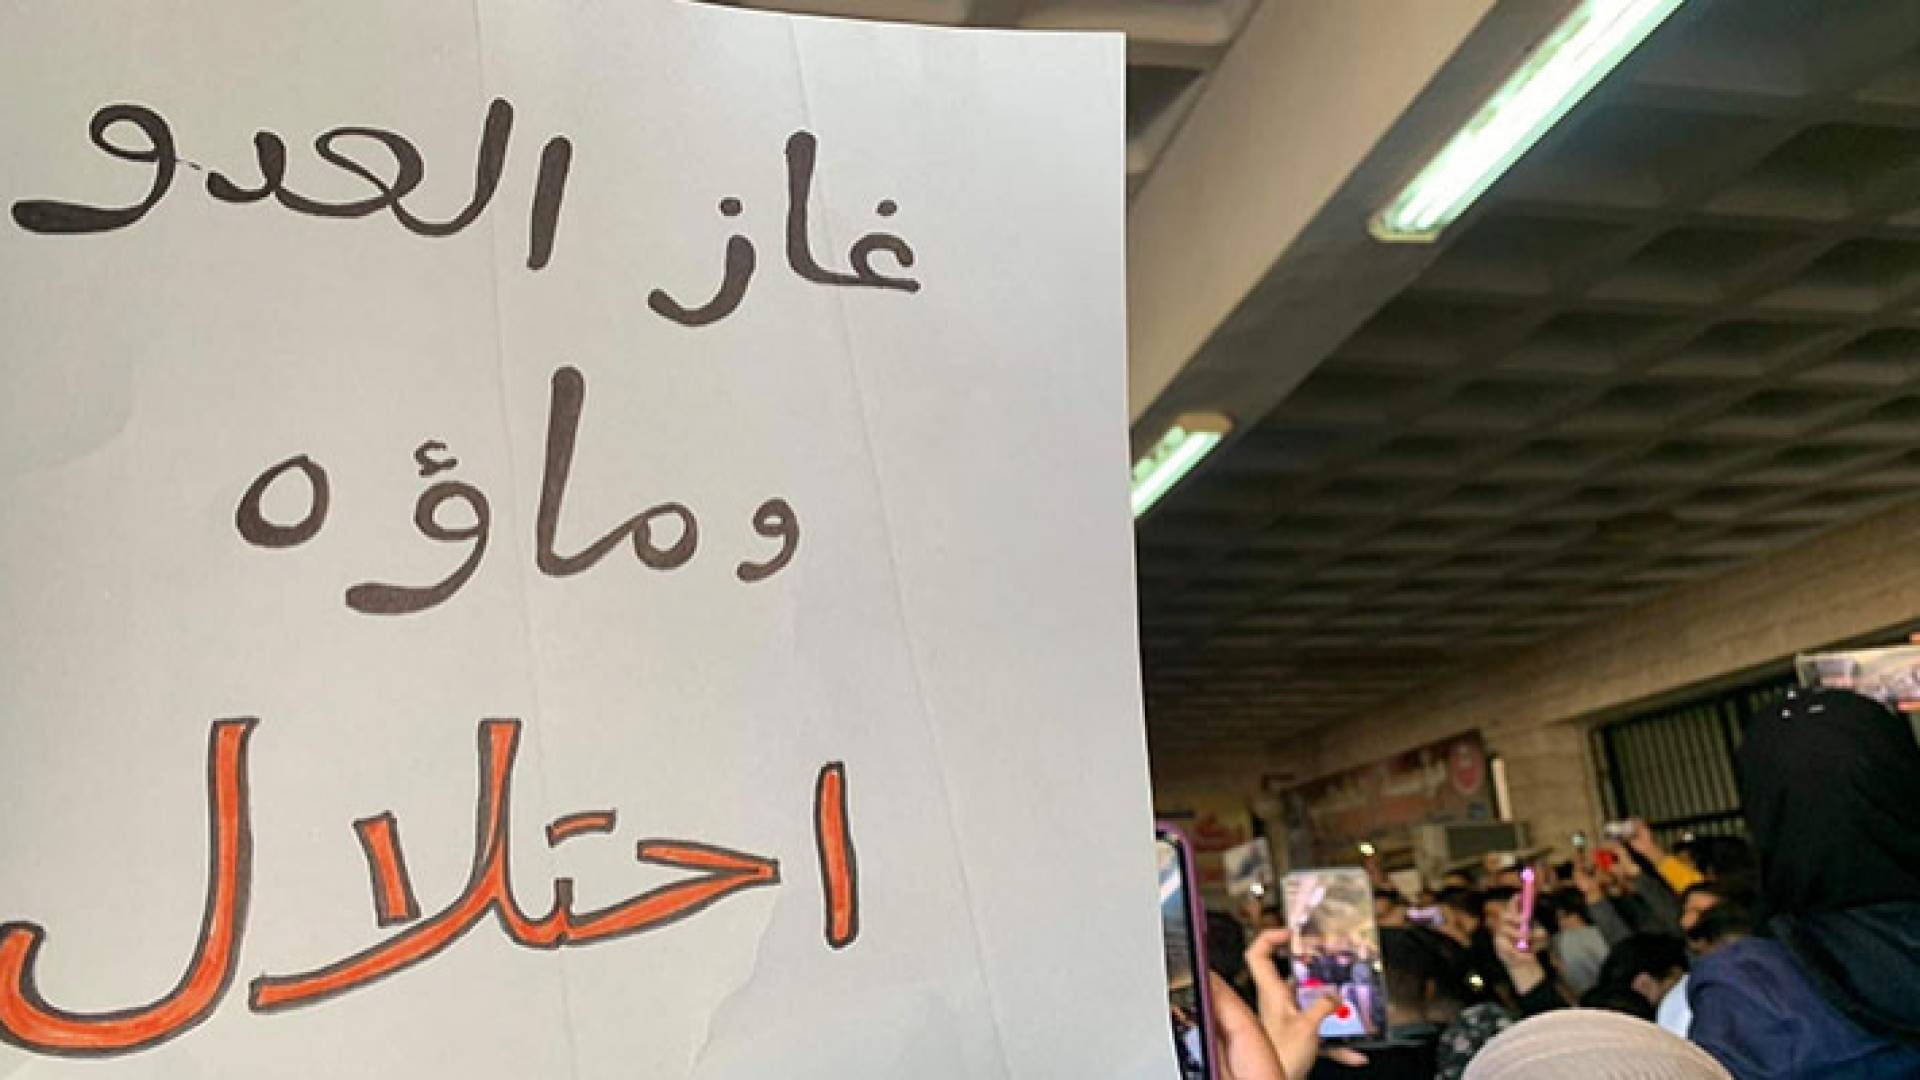 غاز العدو
وماؤه
احتلال